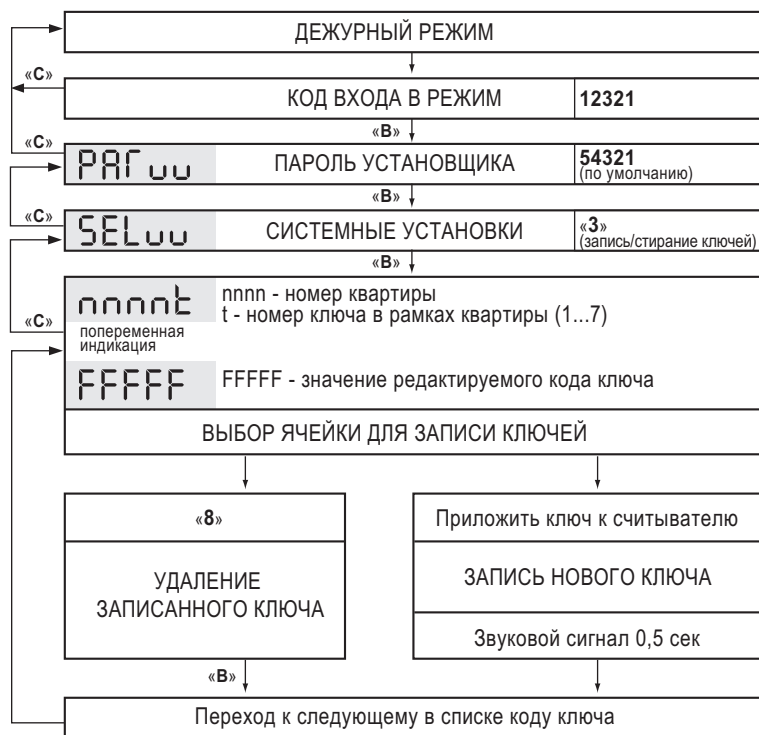 ДЕЖУРНЫЙ РЕЖИМ
«С»
КОД ВХОДА В РЕЖИМ 12321
«В»
«С»
PAГ␣␣ ПАРОЛЬ УСТАНОВЩИКА 54321
(по умолчанию)
«В»
«С»
SEL␣␣ СИСТЕМНЫЕ УСТАНОВКИ «3»
(запись/стирание ключей)
«В»
nnnnt nnnn - номер квартиры
t - номер ключа в рамках квартиры (1...7)
«С»
попеременная
индикация
FFFFF FFFFF - значение редактируемого кода ключа
ВЫБОР ЯЧЕЙКИ ДЛЯ ЗАПИСИ КЛЮЧЕЙ
«8»
УДАЛЕНИЕ
ЗАПИСАННОГО КЛЮЧА
«В»
Приложить ключ к считывателю
ЗАПИСЬ НОВОГО КЛЮЧА
Звуковой сигнал 0,5 сек
Переход к следующему в списке коду ключа